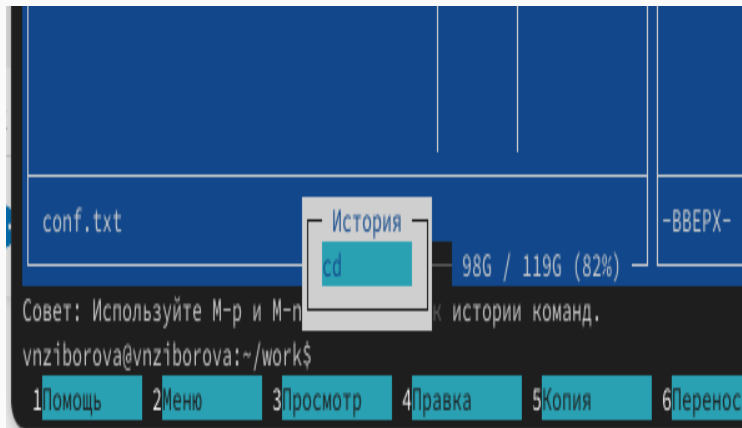 conf.txt
-ВВЕРХ-
История
cd
98G / 119G (82%)
Совет: Используйте M-p и M-n к истории команд.
vnziborova@vnziborova:~/work$
1Помощь 2Меню 3Просмотр 4Правка 5Копия 6Перенос